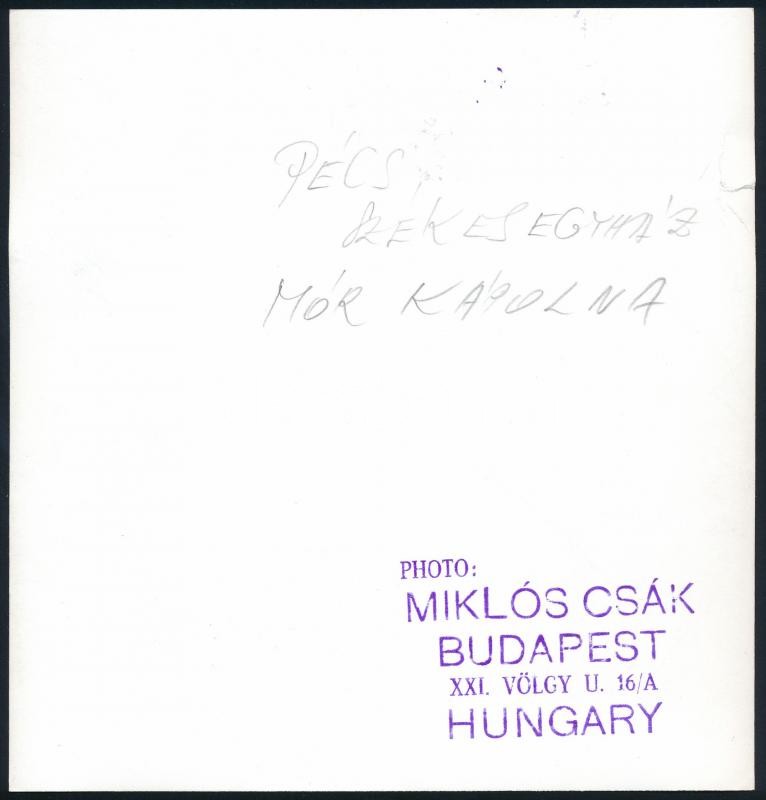 PÉCS
SZÉKESEGYHÁZ
MÓR KÁPOLNA
PHOTO:
MIKLÓS CSÁK
BUDAPEST
XXI. VÖLGY U. 16/A
HUNGARY